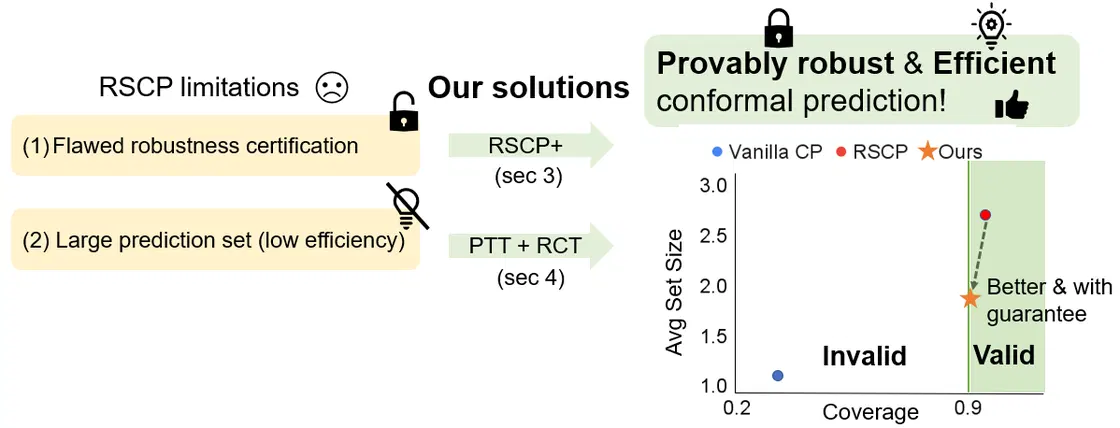 RSCP limitations
(1) Flawed robustness certification
(2) Large prediction set (low efficiency)
Our solutions
RSCP+
(sec 3)
PTT + RCT
(sec 4)
Provably robust & Efficient
conformal prediction!
Vanilla CP RSCP Ours
Avg Set Size
3.0
2.5
2.0
1.5
1.0
Better & with
guarantee
Invalid Valid
0.2 0.9
Coverage